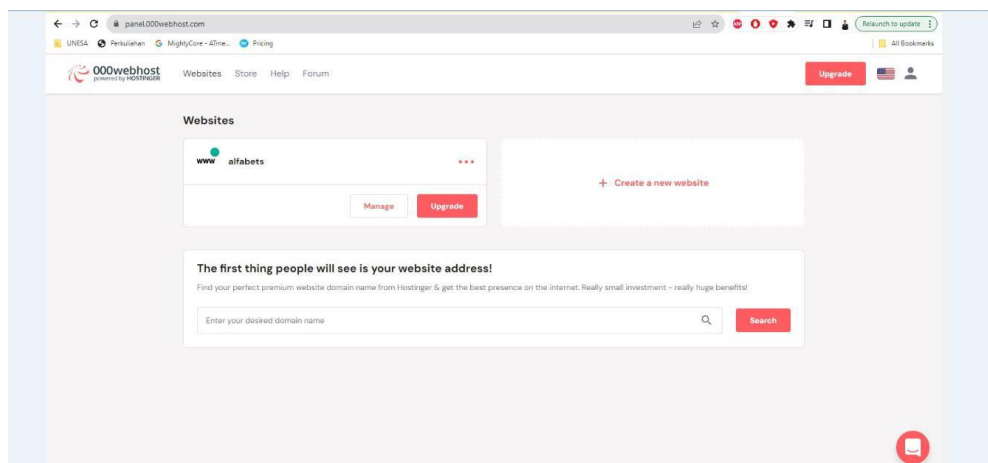 panel.000webhost.com
Relaunch to update
UNESA Perkuliahan MightyCore - ATme... Pricing All Bookmarks
000webhost
powered by HOSTINGER
Websites Store Help Forum Upgrade
Websites
www alfabets
+ Create a new website
Manage Upgrade
The first thing people will see is your website address!
Find your perfect premium website domain name from Hostinger & get the best presence on the internet. Really small investment - really huge benefits!
Enter your desired domain name Search